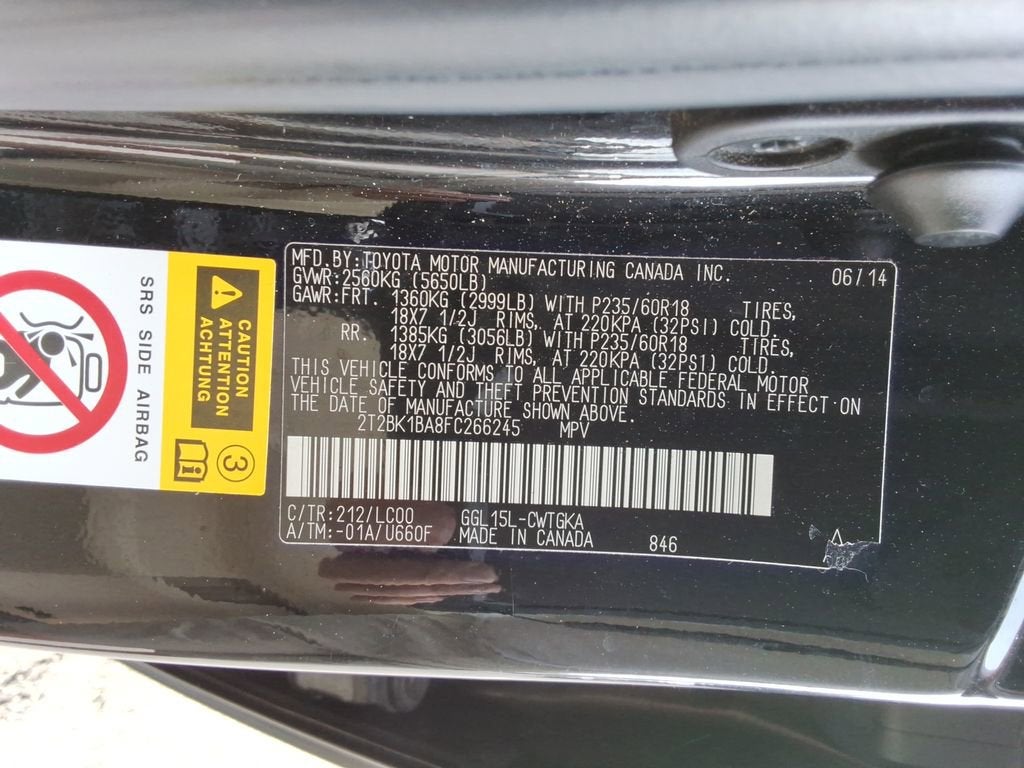 MFD.BY:TOYOTA MOTOR MANUFACTURING CANADA INC. 06/14
GVWR:2560KG (5650LB)
GAWR:FRT. 1360KG (2999LB) WITH P235/60R18 TIRES,
18X7 1/2J RIMS, AT 220KPA (32PSI) COLD.
RR. 1385KG (3056LB) WITH P235/60R18 TIRES,
18X7 1/2J RIMS, AT 220KPA (32PSI) COLD.
THIS VEHICLE CONFORMS TO ALL APPLICABLE FEDERAL MOTOR
VEHICLE SAFETY AND THEFT PREVENTION STANDARDS IN EFFECT ON
THE DATE OF MANUFACTURE SHOWN ABOVE.
2T2BK1BA8FC266245 MPV
C/TR:212/LC00 GGL15L-CWTGKA
A/TM:-01A/U660F MADE IN CANADA 846
CAUTION
ATTENTION
ACHTUNG
3
SRS SIDE AIRBAG